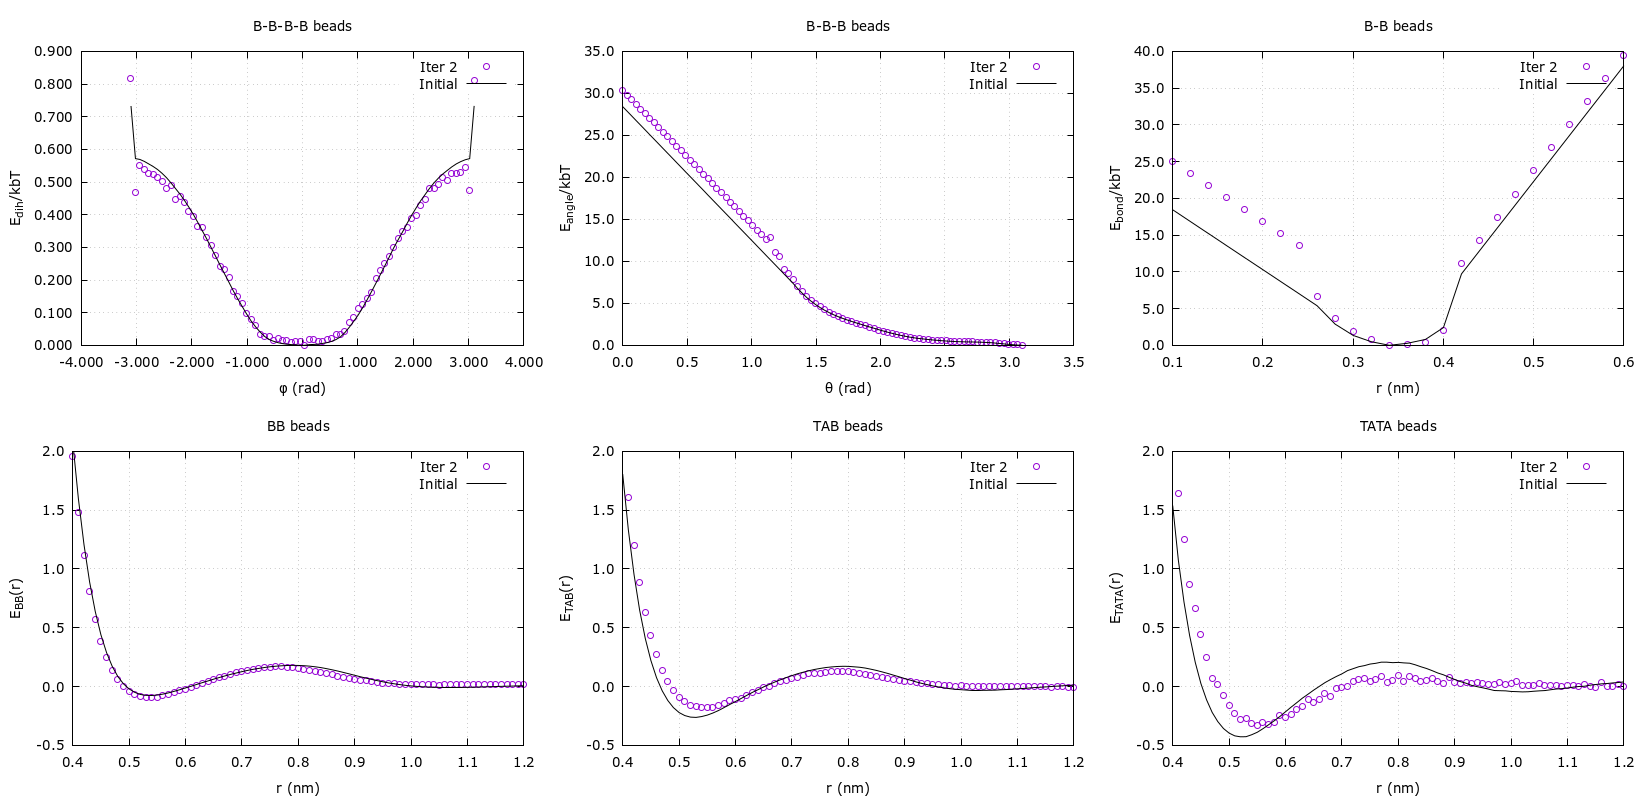 B-B-B-B beads
E_dih/kbT
0.900
0.800
0.700
0.600
0.500
0.400
0.300
0.200
0.100
0.000
Iter 2
Initial
-4.000 -3.000 -2.000 -1.000 0.000 1.000 2.000 3.000 4.000
φ (rad)
B-B-B beads
E_angle/kbT
35.0
30.0
25.0
20.0
15.0
10.0
5.0
0.0
Iter 2
Initial
0.0 0.5 1.0 1.5 2.0 2.5 3.0 3.5
θ (rad)
B-B beads
E_bond/kbT
40.0
35.0
30.0
25.0
20.0
15.0
10.0
5.0
0.0
Iter 2
Initial
0.1 0.2 0.3 0.4 0.5 0.6
r (nm)
BB beads
E_BB(r)
2.0
1.5
1.0
0.5
0.0
-0.5
Iter 2
Initial
0.4 0.5 0.6 0.7 0.8 0.9 1.0 1.1 1.2
r (nm)
TAB beads
E_TAB(r)
2.0
1.5
1.0
0.5
0.0
-0.5
Iter 2
Initial
0.4 0.5 0.6 0.7 0.8 0.9 1.0 1.1 1.2
r (nm)
TATA beads
E_TATA(r)
2.0
1.5
1.0
0.5
0.0
-0.5
Iter 2
Initial
0.4 0.5 0.6 0.7 0.8 0.9 1.0 1.1 1.2
r (nm)